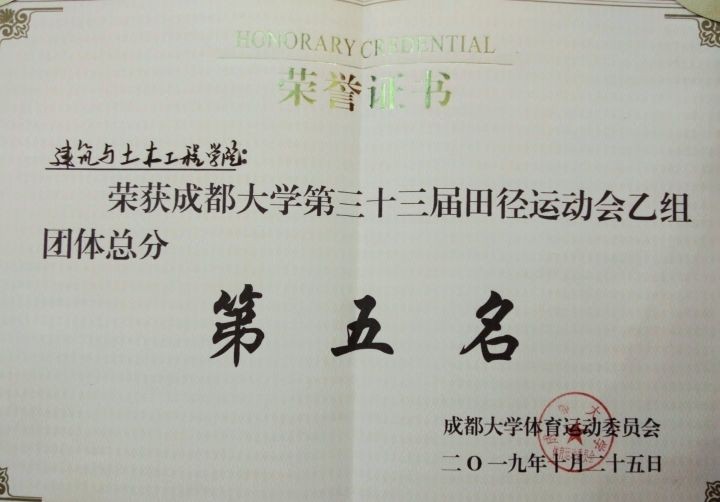 HONORARY CREDENTIAL
荣誉证书
建筑与土木工程学院:
荣获成都大学第三十三届田径运动会乙组
团体总分
第五名
成都大学体育运动委员会
二O一九年十月二十五日